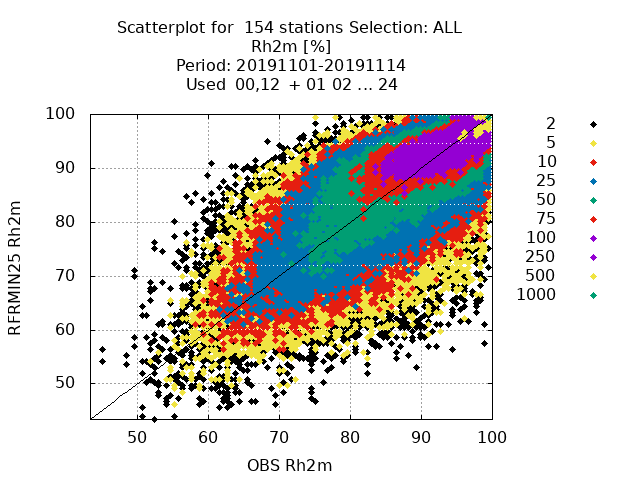 Scatterplot for  154 stations Selection: ALL
Rh2m [%]
Period: 20191101-20191114
Used  00,12  + 01 02 ... 24
RFRMIN25 Rh2m
100
90
80
70
60
50
50 60 70 80 90 100
OBS Rh2m
2
5
10
25
50
75
100
250
500
1000